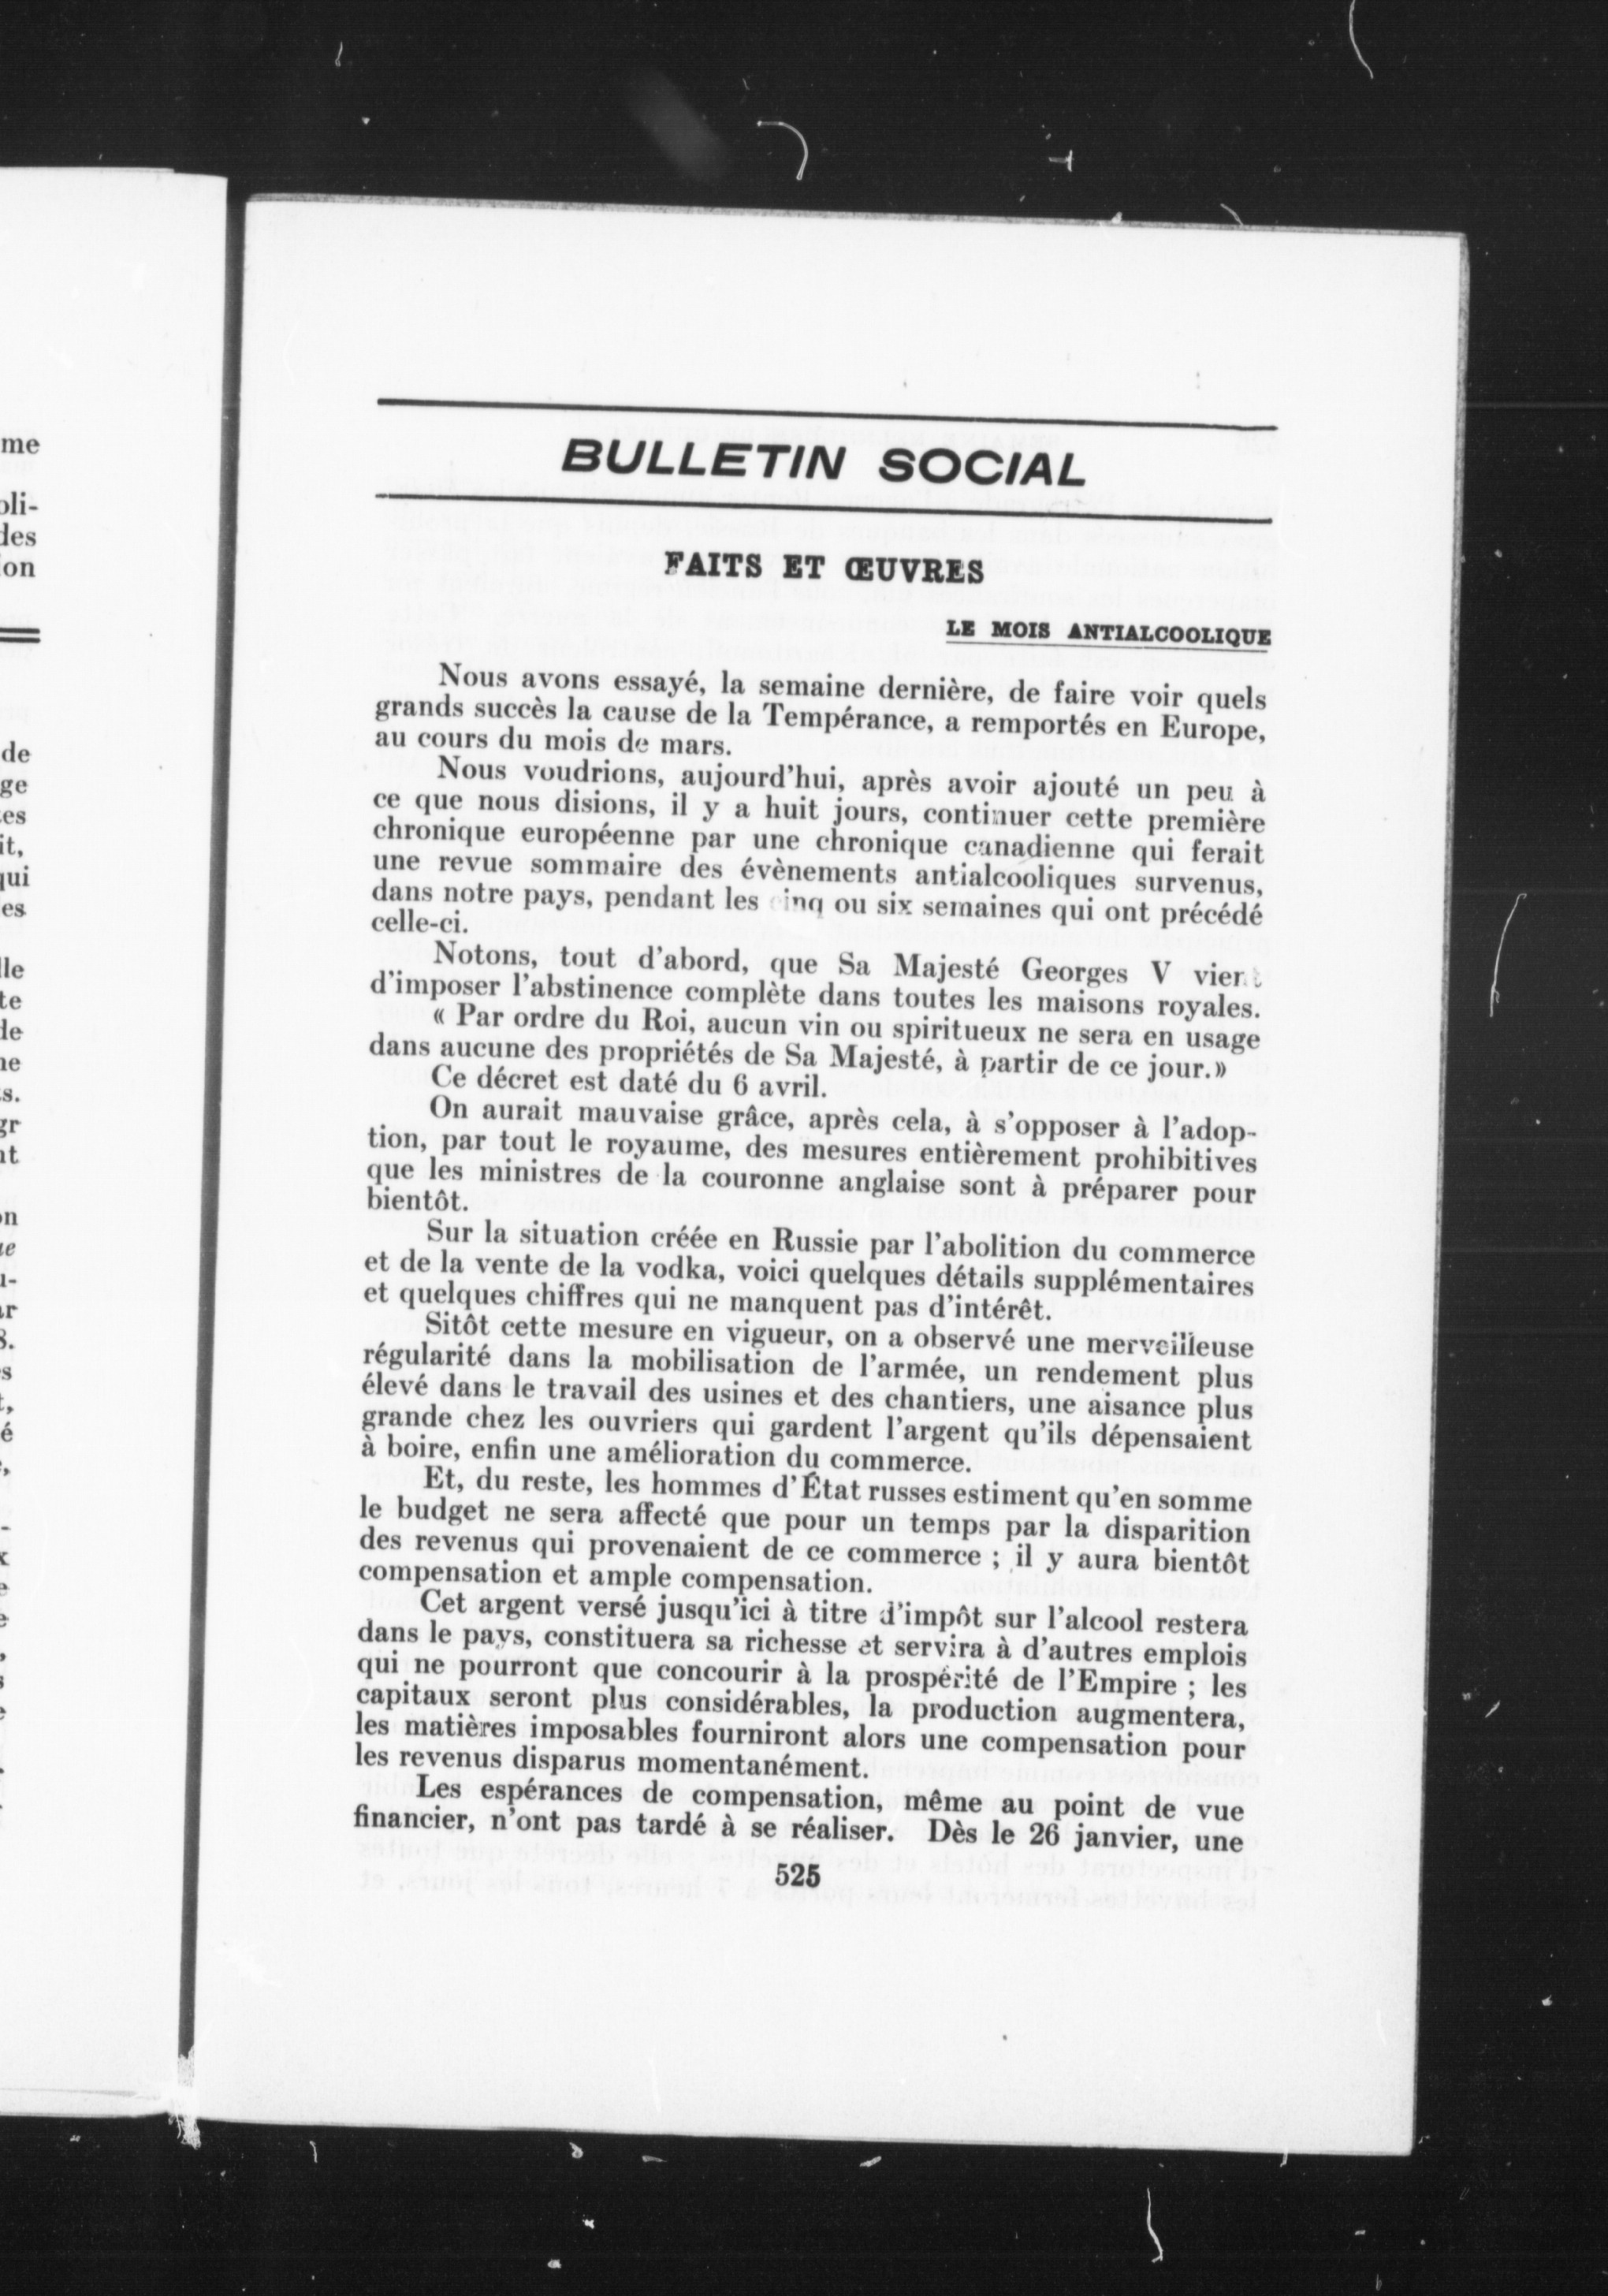 BULLETIN SOCIAL
FAITS ET ŒUVRES
LE MOIS ANTIALCOOLIQUE
Nous avons essayé, la semaine dernière, de faire voir quels
grands succès la cause de la Tempérance, a remportés en Europe,
au cours du mois de mars.
Nous voudrions, aujourd'hui, après avoir ajouté un peu à
ce que nous disions, il y a huit jours, continuer cette première
chronique européenne par une chronique canadienne qui ferait
une revue sommaire des évènements antialcooliques survenus,
dans notre pays, pendant les cinq ou six semaines qui ont précédé
celle-ci.
Notons, tout d'abord, que Sa Majesté Georges V vient
d'imposer l'abstinence complète dans toutes les maisons royales.
« Par ordre du Roi, aucun vin ou spiritueux ne sera en usage
dans aucune des propriétés de Sa Majesté, à partir de ce jour.»
Ce décret est daté du 6 avril.
On aurait mauvaise grâce, après cela, à s'opposer à l'adop-
tion, par tout le royaume, des mesures entièrement prohibitives
que les ministres de la couronne anglaise sont à préparer pour
bientôt.
Sur la situation créée en Russie par l'abolition du commerce
et de la vente de la vodka, voici quelques détails supplémentaires
et quelques chiffres qui ne manquent pas d'intérêt.
Sitôt cette mesure en vigueur, on a observé une merveilleuse
régularité dans la mobilisation de l'armée, un rendement plus
élevé dans le travail des usines et des chantiers, une aisance plus
grande chez les ouvriers qui gardent l'argent qu'ils dépensaient
à boire, enfin une amélioration du commerce.
Et, du reste, les hommes d'État russes estiment qu'en somme
le budget ne sera affecté que pour un temps par la disparition
des revenus qui provenaient de ce commerce ; il y aura bientôt
compensation et ample compensation.
Cet argent versé jusqu'ici à titre d'impôt sur l'alcool restera
dans le pays, constituera sa richesse et servira à d'autres emplois
qui ne pourront que concourir à la prospérité de l'Empire ; les
capitaux seront plus considérables, la production augmentera,
les matières imposables fourniront alors une compensation pour
les revenus disparus momentanément.
Les espérances de compensation, même au point de vue
financier, n'ont pas tardé à se réaliser. Dès le 26 janvier, une
525